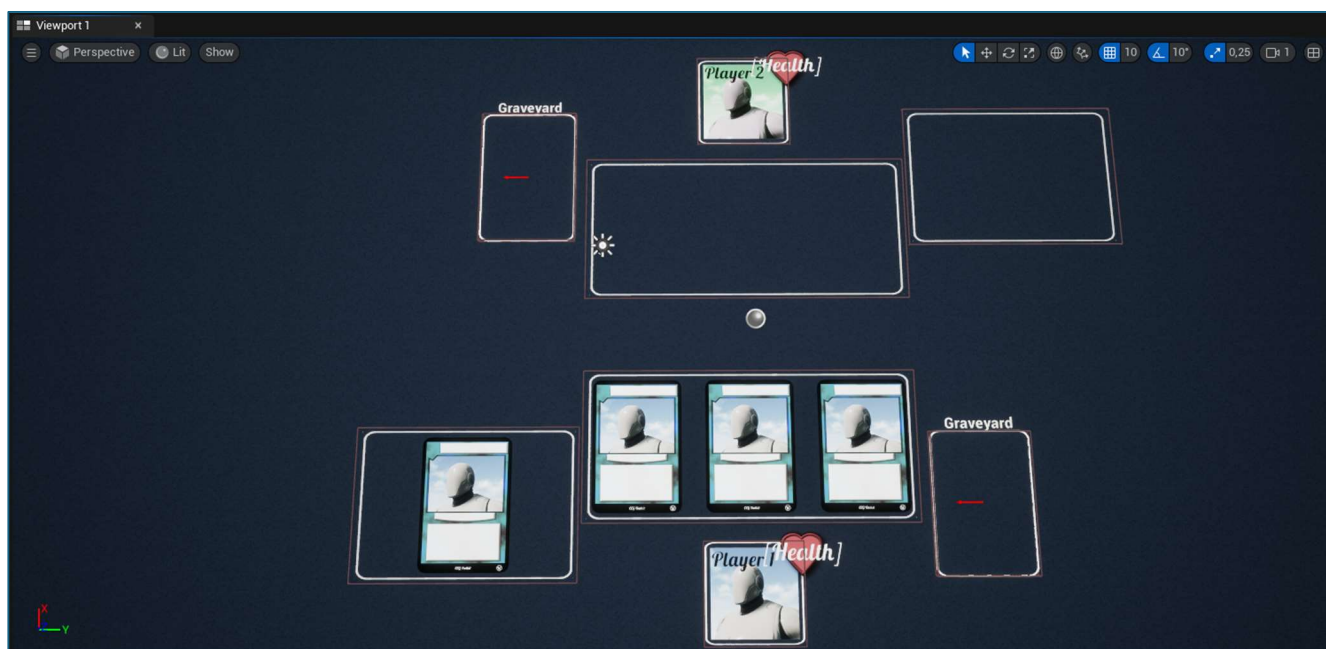 Viewport 1
Perspective Lit Show 10 10° 0,25 1
Player 2 [Health]
Graveyard
Graveyard
Player 1 [Health]
X
Y